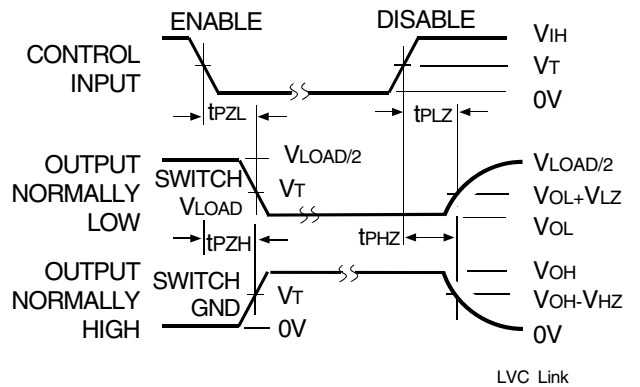 ENABLE DISABLE
CONTROL
INPUT
VIH
VT
0V
tPZL tPLZ
OUTPUT
NORMALLY
LOW
SWITCH
VLOAD
VLOAD/2
VT
VLOAD/2
VOL+VLZ
VOL
tPZH tPHZ
OUTPUT
NORMALLY
HIGH
SWITCH
GND
VT
0V
VOH
VOH-VHZ
0V
LVC Link